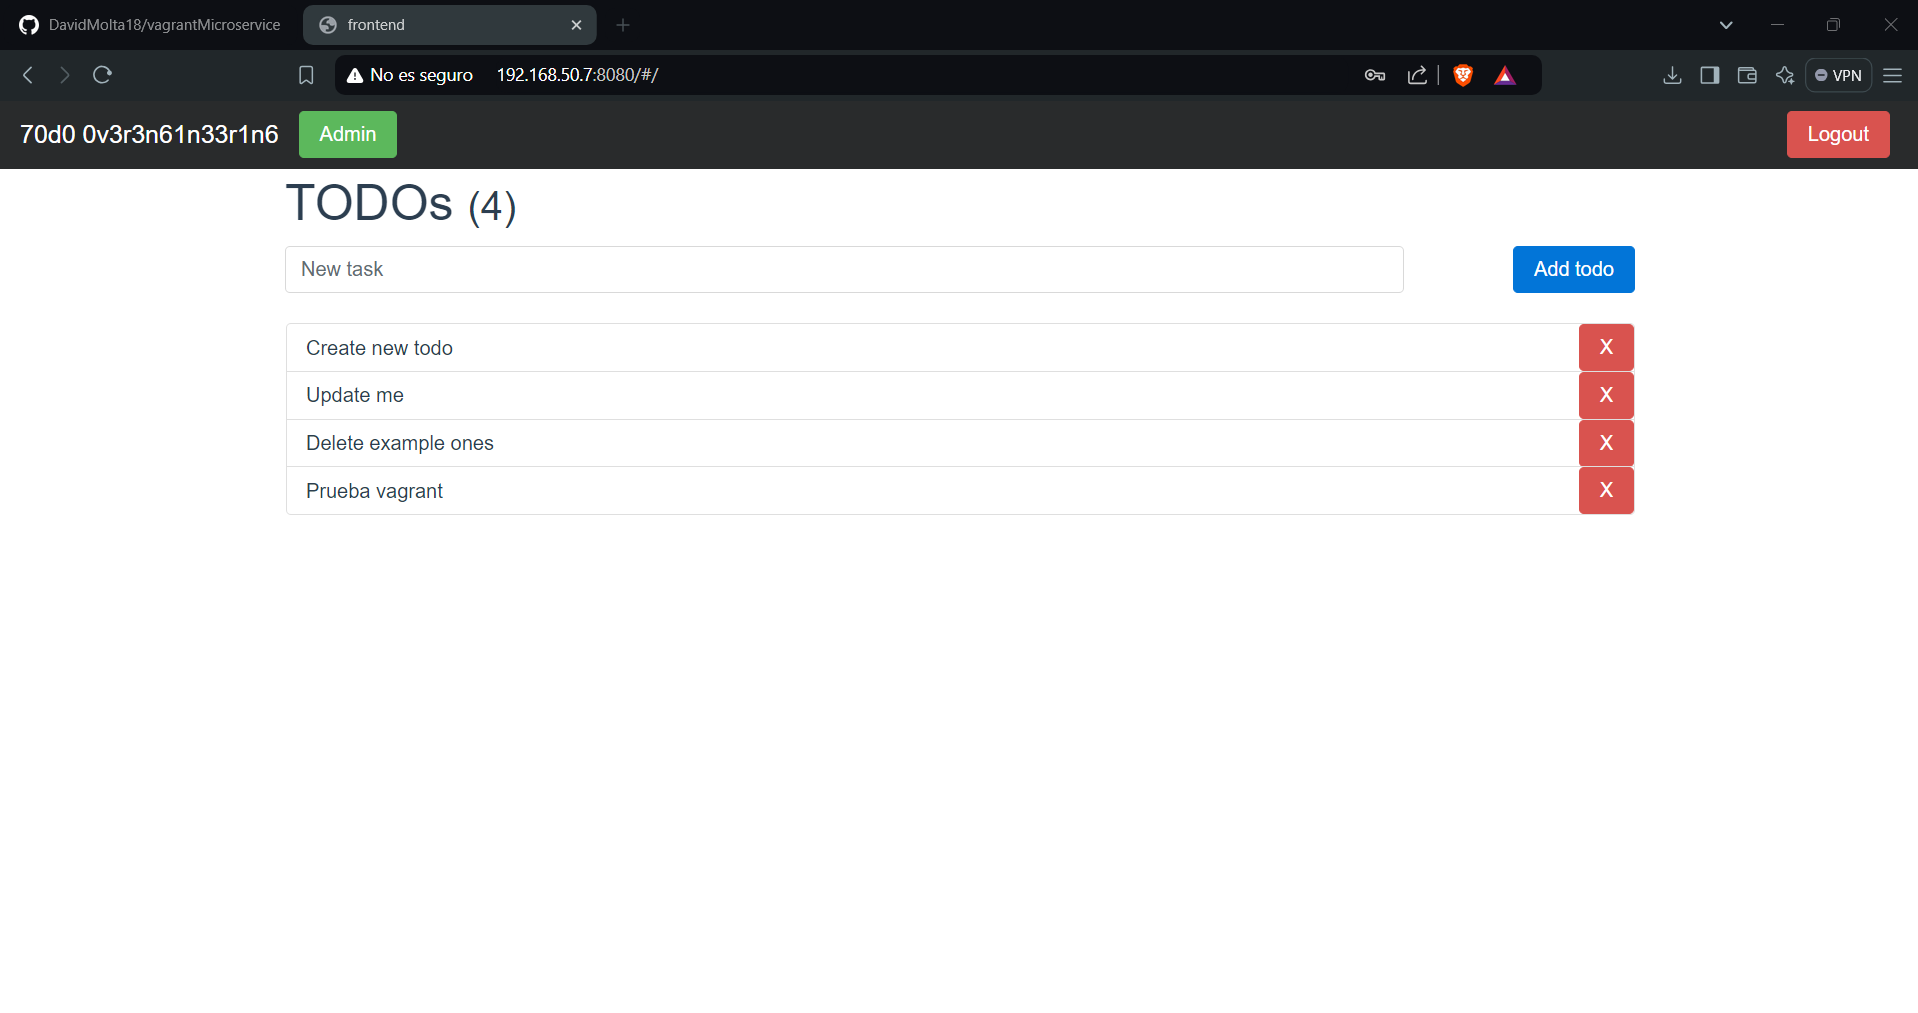 DavidMolta18/vagrantMicroservice
frontend
No es seguro 192.168.50.7:8080/#/
VPN
70d0 0v3r3n61n33r1n6
Admin
Logout
TODOs (4)
New task
Add todo
Create new todo
X
Update me
X
Delete example ones
X
Prueba vagrant
X